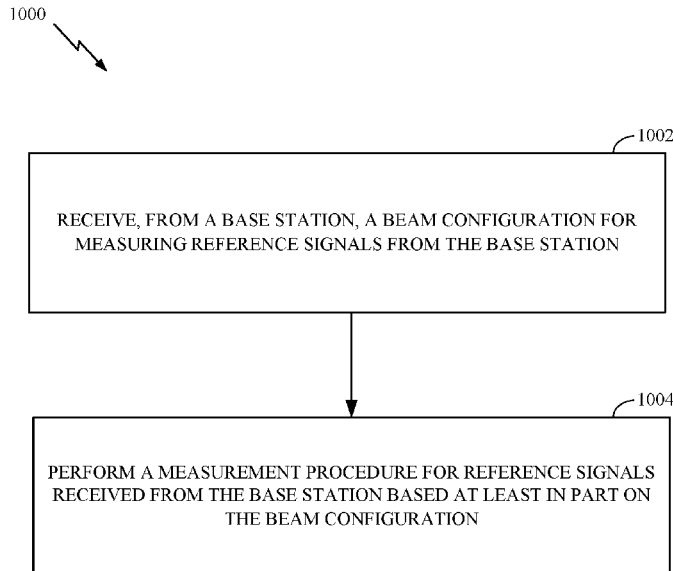 1000
1002
RECEIVE, FROM A BASE STATION, A BEAM CONFIGURATION FOR
MEASURING REFERENCE SIGNALS FROM THE BASE STATION
1004
PERFORM A MEASUREMENT PROCEDURE FOR REFERENCE SIGNALS
RECEIVED FROM THE BASE STATION BASED AT LEAST IN PART ON
THE BEAM CONFIGURATION